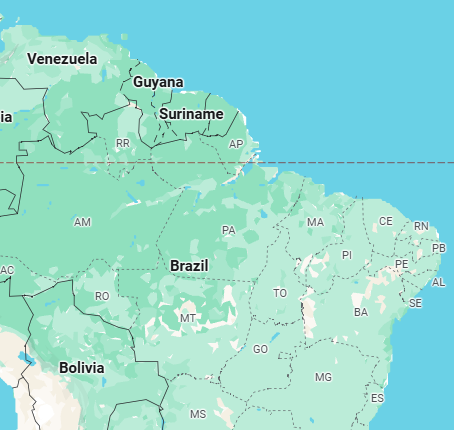 Venezuela
Guyana
ia
Suriname
RR
AP
AM
PA
MA
CE
RN
PI
PB
PE
Brazil
AC
AL
RO
TO
SE
MT
BA
GO
Bolivia
MG
ES
MS